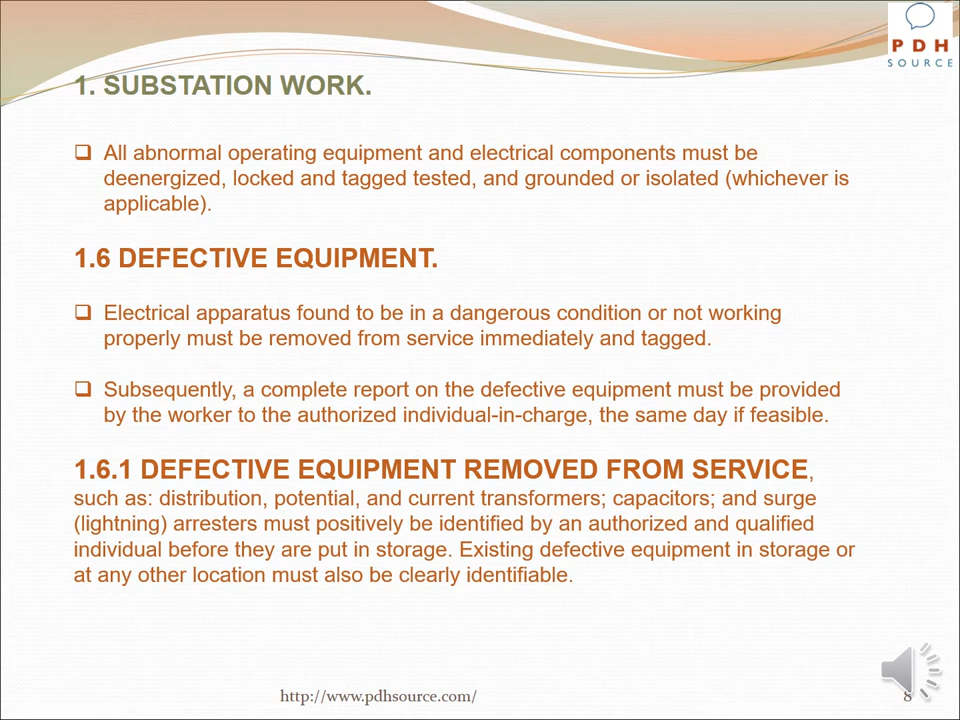 PDH
SOURCE
1. SUBSTATION WORK.
❑ All abnormal operating equipment and electrical components must be
deenergized, locked and tagged tested, and grounded or isolated (whichever is
applicable).
1.6 DEFECTIVE EQUIPMENT.
❑ Electrical apparatus found to be in a dangerous condition or not working
properly must be removed from service immediately and tagged.
❑ Subsequently, a complete report on the defective equipment must be provided
by the worker to the authorized individual-in-charge, the same day if feasible.
1.6.1 DEFECTIVE EQUIPMENT REMOVED FROM SERVICE,
such as: distribution, potential, and current transformers; capacitors; and surge
(lightning) arresters must positively be identified by an authorized and qualified
individual before they are put in storage. Existing defective equipment in storage or
at any other location must also be clearly identifiable.
http://www.pdhsource.com/
8